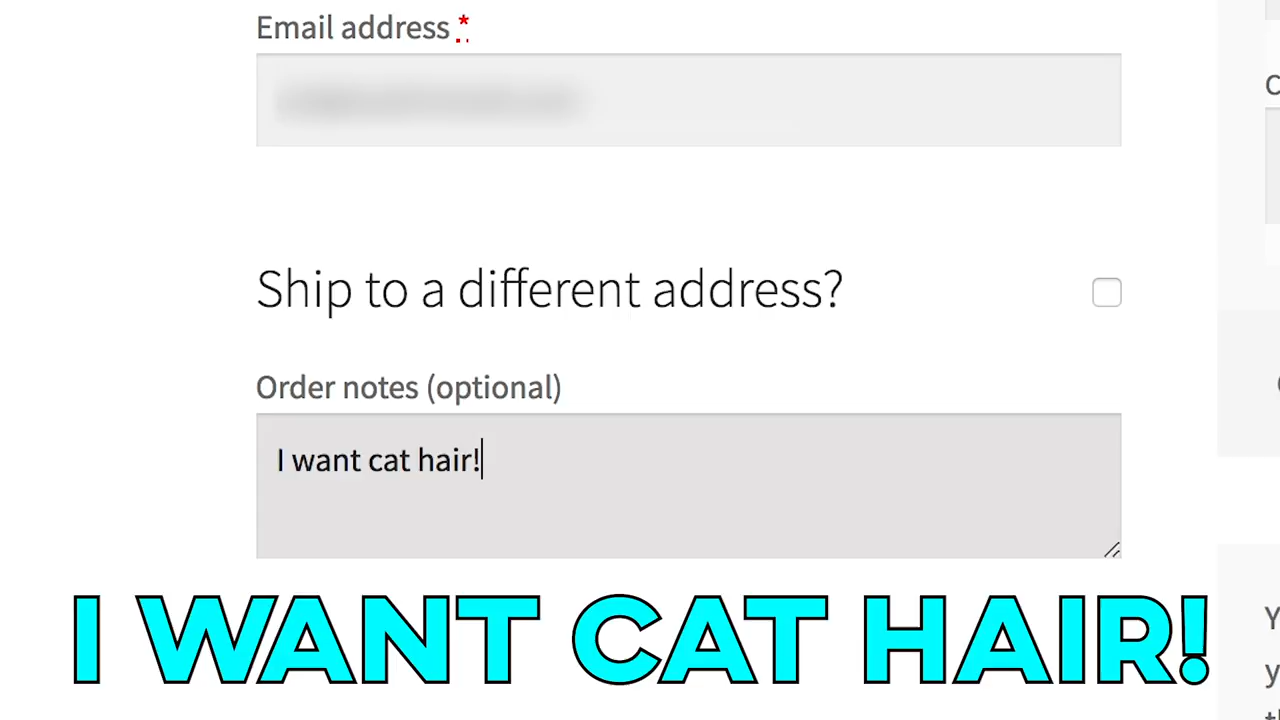 Email address *
Ship to a different address?
Order notes (optional)
I want cat hair!
I WANT CAT HAIR!